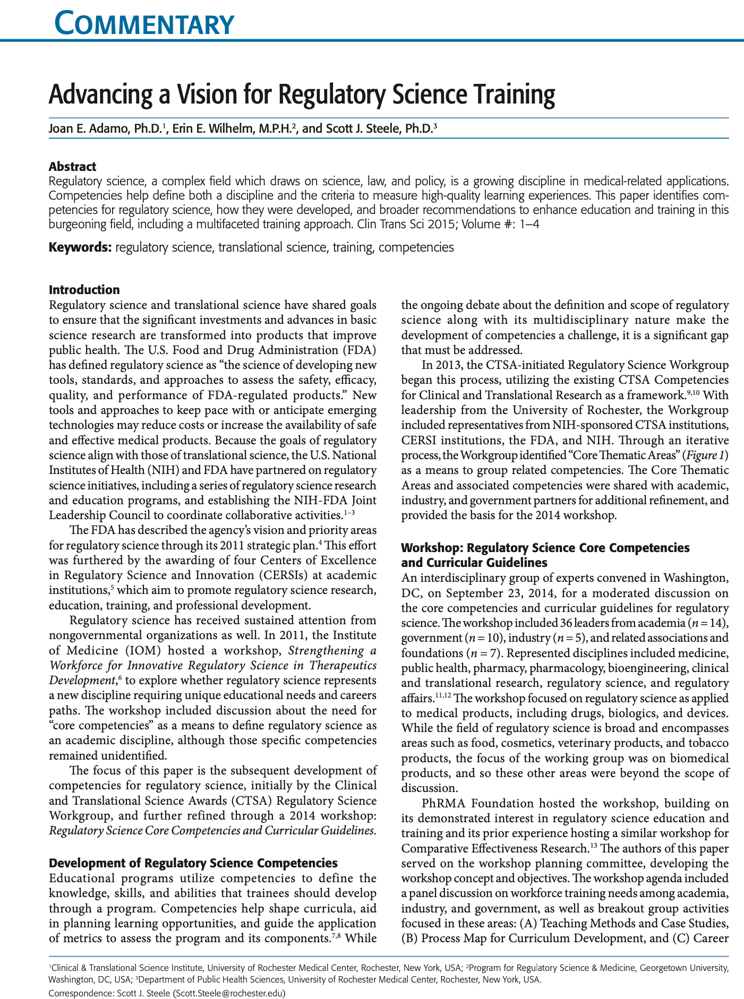 COMMENTARY
Advancing a Vision for Regulatory Science Training
Joan E. Adamo, Ph.D.1, Erin E. Wilhelm, M.P.H.2, and Scott J. Steele, Ph.D.3
Abstract
Regulatory science, a complex field which draws on science, law, and policy, is a growing discipline in medical-related applications.
Competencies help define both a discipline and the criteria to measure high-quality learning experiences. This paper identifies com-
petencies for regulatory science, how they were developed, and broader recommendations to enhance education and training in this
burgeoning field, including a multifaceted training approach. Clin Trans Sci 2015; Volume #: 1–4
Keywords: regulatory science, translational science, training, competencies
Introduction
Regulatory science and translational science have shared goals
to ensure that the significant investments and advances in basic
science research are transformed into products that improve
public health. The U.S. Food and Drug Administration (FDA)
has defined regulatory science as “the science of developing new
tools, standards, and approaches to assess the safety, efficacy,
quality, and performance of FDA-regulated products.” New
tools and approaches to keep pace with or anticipate emerging
technologies may reduce costs or increase the availability of safe
and effective medical products. Because the goals of regulatory
science align with those of translational science, the U.S. National
Institutes of Health (NIH) and FDA have partnered on regulatory
science initiatives, including a series of regulatory science research
and education programs, and establishing the NIH-FDA Joint
Leadership Council to coordinate collaborative activities.1–3
The FDA has described the agency’s vision and priority areas
for regulatory science through its 2011 strategic plan.4 This effort
was furthered by the awarding of four Centers of Excellence
in Regulatory Science and Innovation (CERSIs) at academic
institutions,5 which aim to promote regulatory science research,
education, training, and professional development.
Regulatory science has received sustained attention from
nongovernmental organizations as well. In 2011, the Institute
of Medicine (IOM) hosted a workshop, Strengthening a
Workforce for Innovative Regulatory Science in Therapeutics
Development,6 to explore whether regulatory science represents
a new discipline requiring unique educational needs and careers
paths. The workshop included discussion about the need for
“core competencies” as a means to define regulatory science as
an academic discipline, although those specific competencies
remained unidentified.
The focus of this paper is the subsequent development of
competencies for regulatory science, initially by the Clinical
and Translational Science Awards (CTSA) Regulatory Science
Workgroup, and further refined through a 2014 workshop:
Regulatory Science Core Competencies and Curricular Guidelines.
Development of Regulatory Science Competencies
Educational programs utilize competencies to define the
knowledge, skills, and abilities that trainees should develop
through a program. Competencies help shape curricula, aid
in planning learning opportunities, and guide the application
of metrics to assess the program and its components.7,8 While
the ongoing debate about the definition and scope of regulatory
science along with its multidisciplinary nature make the
development of competencies a challenge, it is a significant gap
that must be addressed.
In 2013, the CTSA-initiated Regulatory Science Workgroup
began this process, utilizing the existing CTSA Competencies
for Clinical and Translational Research as a framework.9,10 With
leadership from the University of Rochester, the Workgroup
included representatives from NIH-sponsored CTSA institutions,
CERSI institutions, the FDA, and NIH. Through an iterative
process, the Workgroup identified “Core Thematic Areas” (Figure 1)
as a means to group related competencies. The Core Thematic
Areas and associated competencies were shared with academic,
industry, and government partners for additional refinement, and
provided the basis for the 2014 workshop.
Workshop: Regulatory Science Core Competencies
and Curricular Guidelines
An interdisciplinary group of experts convened in Washington,
DC, on September 23, 2014, for a moderated discussion on
the core competencies and curricular guidelines for regulatory
science. The workshop included 36 leaders from academia (n = 14),
government (n = 10), industry (n = 5), and related associations and
foundations (n = 7). Represented disciplines included medicine,
public health, pharmacy, pharmacology, bioengineering, clinical
and translational research, regulatory science, and regulatory
affairs.11,12 The workshop focused on regulatory science as applied
to medical products, including drugs, biologics, and devices.
While the field of regulatory science is broad and encompasses
areas such as food, cosmetics, veterinary products, and tobacco
products, the focus of the working group was on biomedical
products, and so these other areas were beyond the scope of
discussion.
PhRMA Foundation hosted the workshop, building on
its demonstrated interest in regulatory science education and
training and its prior experience hosting a similar workshop for
Comparative Effectiveness Research.13 The authors of this paper
served on the workshop planning committee, developing the
workshop concept and objectives. The workshop agenda included
a panel discussion on workforce training needs among academia,
industry, and government, as well as breakout group activities
focused in these areas: (A) Teaching Methods and Case Studies,
(B) Process Map for Curriculum Development, and (C) Career
1Clinical & Translational Science Institute, University of Rochester Medical Center, Rochester, New York, USA; 2Program for Regulatory Science & Medicine, Georgetown University,
Washington, DC, USA; 3Department of Public Health Sciences, University of Rochester Medical Center, Rochester, New York, USA.
Correspondence: Scott J. Steele (Scott.Steele@rochester.edu)